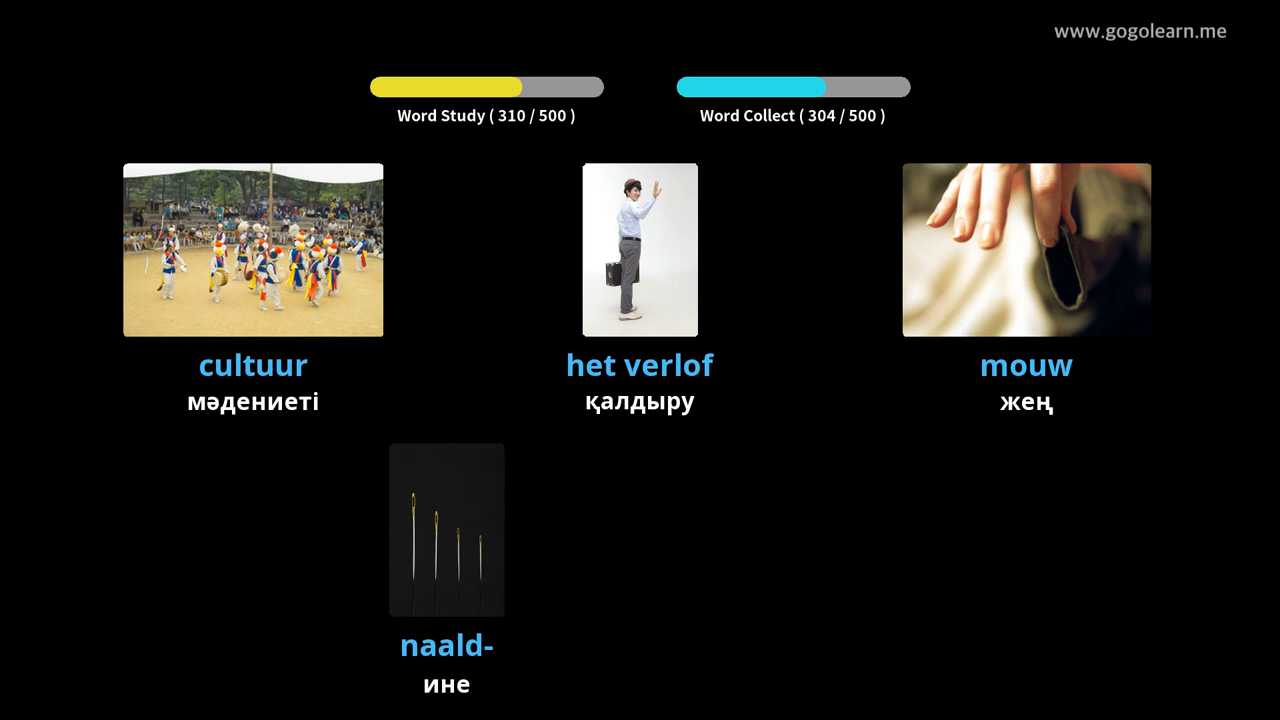 www.gogolearn.me
Word Study ( 310 / 500 )
Word Collect ( 304 / 500 )
cultuur
мәдениеті
het verlof
қалдыру
mouw
жең
naald-
ине